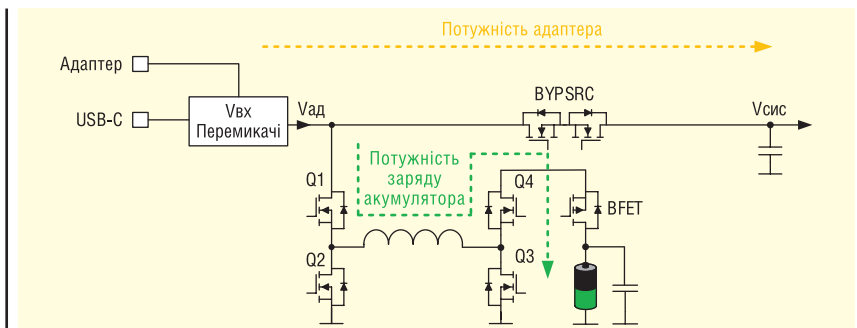 Потужність адаптера
Адаптер
BYPSRC
USB-C
Vвх
Перемикачі
Vад
Vсис
Потужність
заряду
акумулятора
Q1
Q4
BFET
Q2
Q3